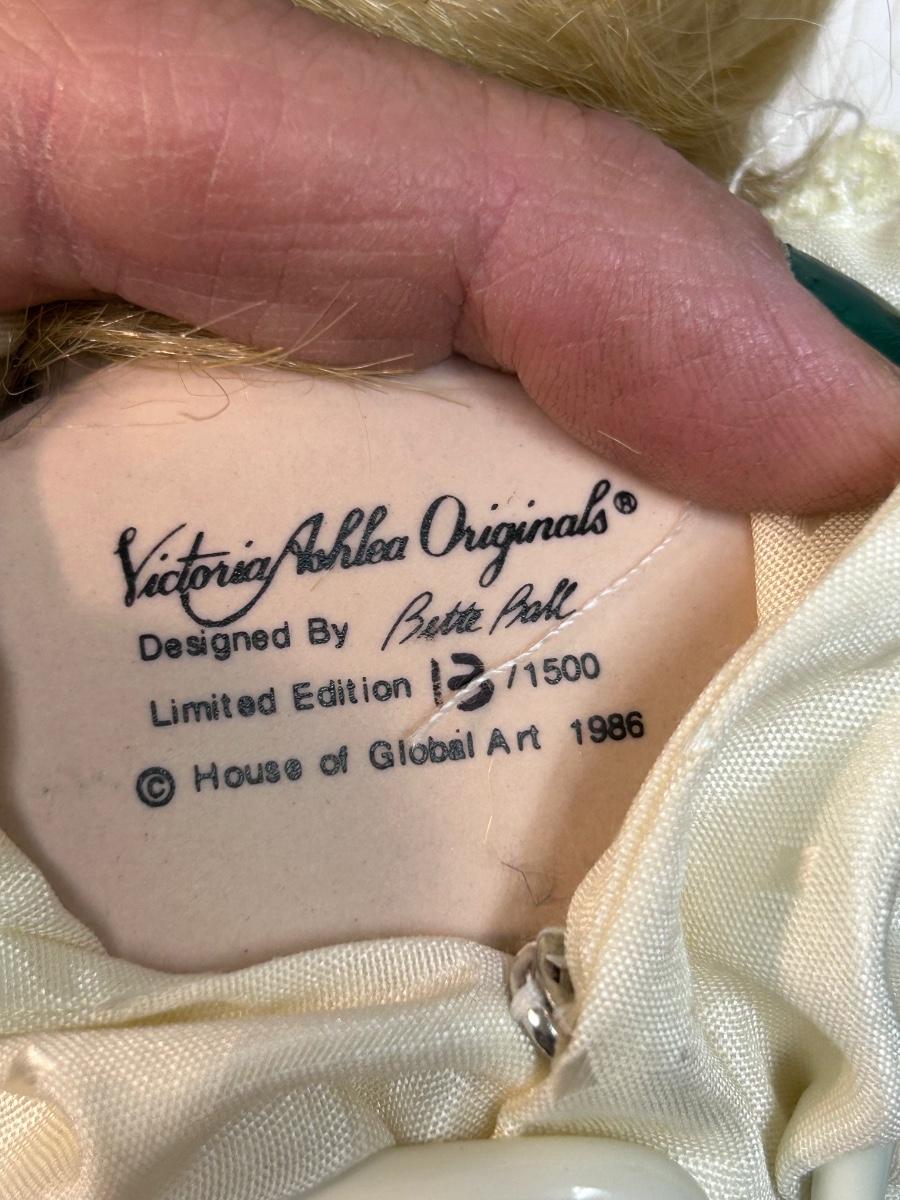 Victoria Ashlea Originals®
Designed By Bette Ball
Limited Edition 13/1500
© House of Global Art 1986